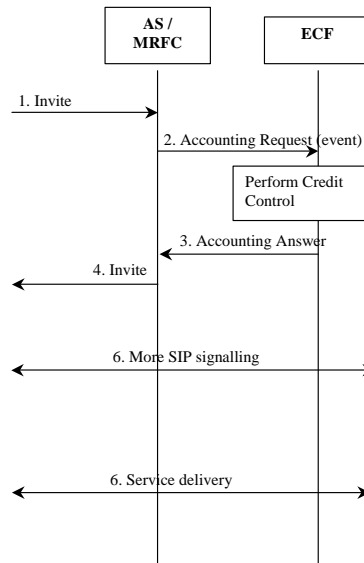 AS /
MRFC
ECF
1. Invite
2. Accounting Request (event)
Perform Credit
Control
3. Accounting Answer
4. Invite
6. More SIP signalling
6. Service delivery